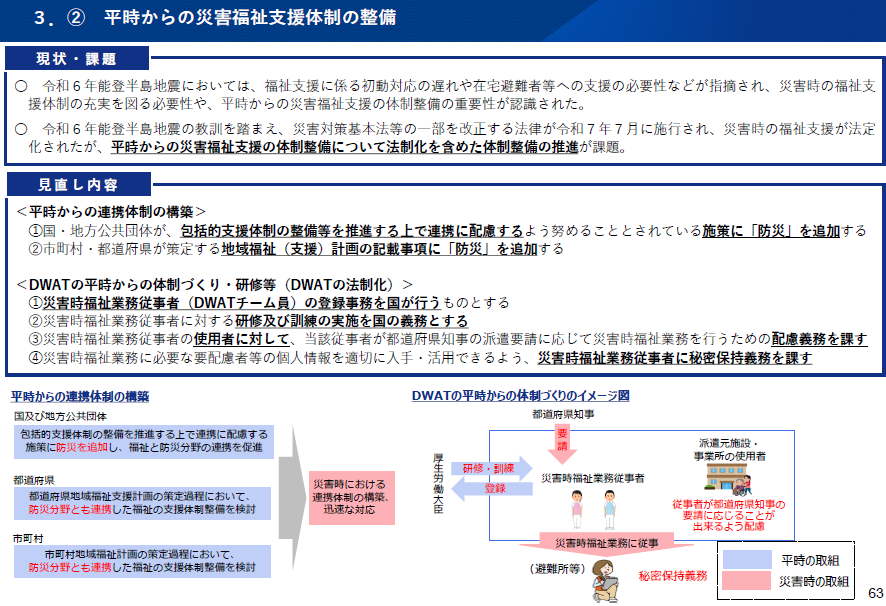 ３．② 平時からの災害福祉支援体制の整備
現状・課題
○ 令和６年能登半島地震においては、福祉支援に係る初動対応の遅れや在宅避難者等への支援の必要性などが指摘され、災害時の福祉支
援体制の充実を図る必要性や、平時からの災害福祉支援の体制整備の重要性が認識された。
○ 令和６年能登半島地震の教訓を踏まえ、災害対策基本法等の一部を改正する法律が令和７年７月に施行され、災害時の福祉支援が法定
化されたが、平時からの災害福祉支援の体制整備について法制化を含めた体制整備の推進が課題。
見直し内容
＜平時からの連携体制の構築＞
①国・地方公共団体が、包括的支援体制の整備等を推進する上で連携に配慮するよう努めることとされている施策に「防災」を追加する
②市町村・都道府県が策定する地域福祉（支援）計画の記載事項に「防災」を追加する
＜DWATの平時からの体制づくり・研修等（DWATの法制化）＞
①災害時福祉業務従事者（DWATチーム員）の登録事務を国が行うものとする
②災害時福祉業務従事者に対する研修及び訓練の実施を国の義務とする
③災害時福祉業務従事者の使用者に対して、当該従事者が都道府県知事の派遣要請に応じて災害時福祉業務を行うための配慮義務を課す
④災害時福祉業務に必要な要配慮者等の個人情報を適切に入手・活用できるよう、災害時福祉業務従事者に秘密保持義務を課す
平時からの連携体制の構築
国及び地方公共団体
包括的支援体制の整備を推進する上で連携に配慮する
施策に防災を追加し、福祉と防災分野の連携を促進
都道府県
都道府県地域福祉支援計画の策定過程において、
防災分野とも連携した福祉の支援体制整備を検討
市町村
市町村地域福祉計画の策定過程において、
防災分野とも連携した福祉の支援体制整備を検討
災害時における
連携体制の構築、
迅速な対応
DWATの平時からの体制づくりのイメージ図
都道府県知事
要請
厚生労働大臣
研修・訓練
登録
災害時福祉業務従事者
派遣元施設・
事業所の使用者
従事者が都道府県知事の
要請に応じることが
出来るよう配慮
災害時福祉業務に従事
（避難所等）
秘密保持義務
平時の取組
災害時の取組
63